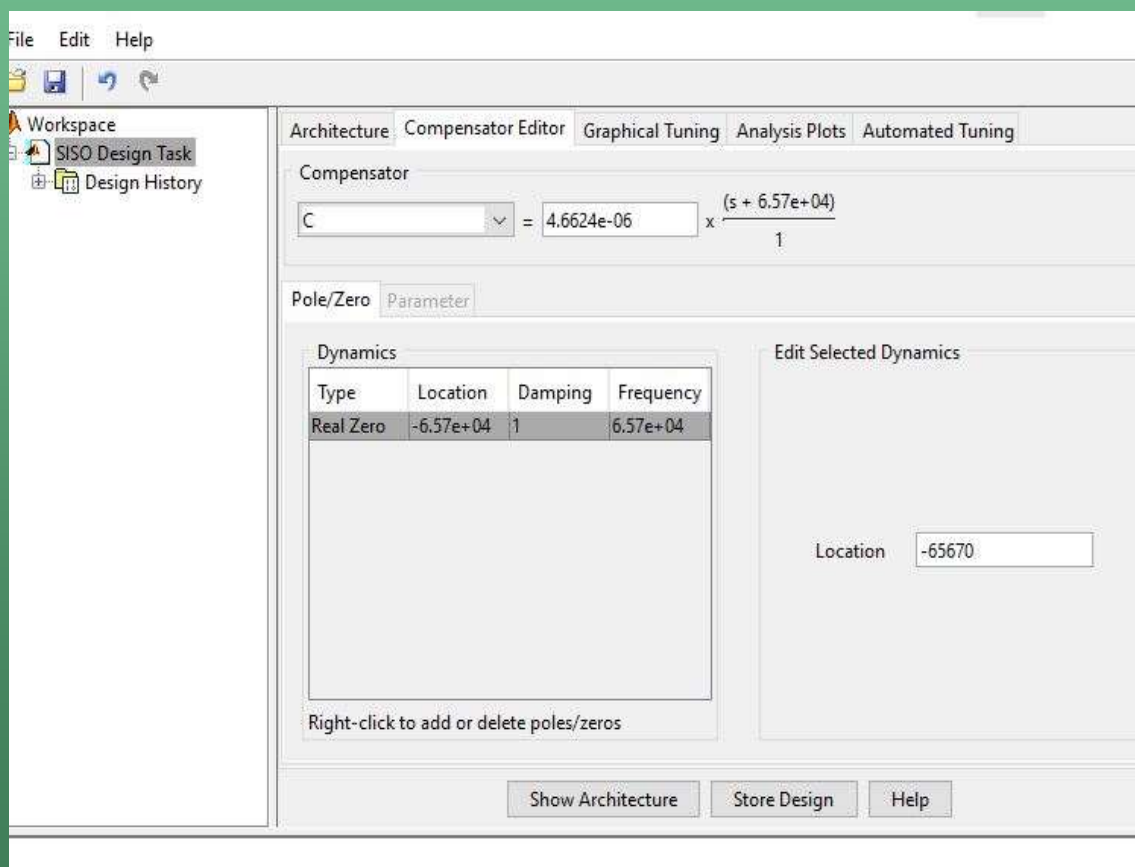 File Edit Help
Workspace
SISO Design Task
Design History
Architecture Compensator Editor Graphical Tuning Analysis Plots Automated Tuning
Compensator
C = 4.6624e-06 x (s + 6.57e+04)
1
Pole/Zero Parameter
Dynamics
Type Location Damping Frequency
Real Zero -6.57e+04 1 6.57e+04
Right-click to add or delete poles/zeros
Edit Selected Dynamics
Location -65670
Show Architecture Store Design Help